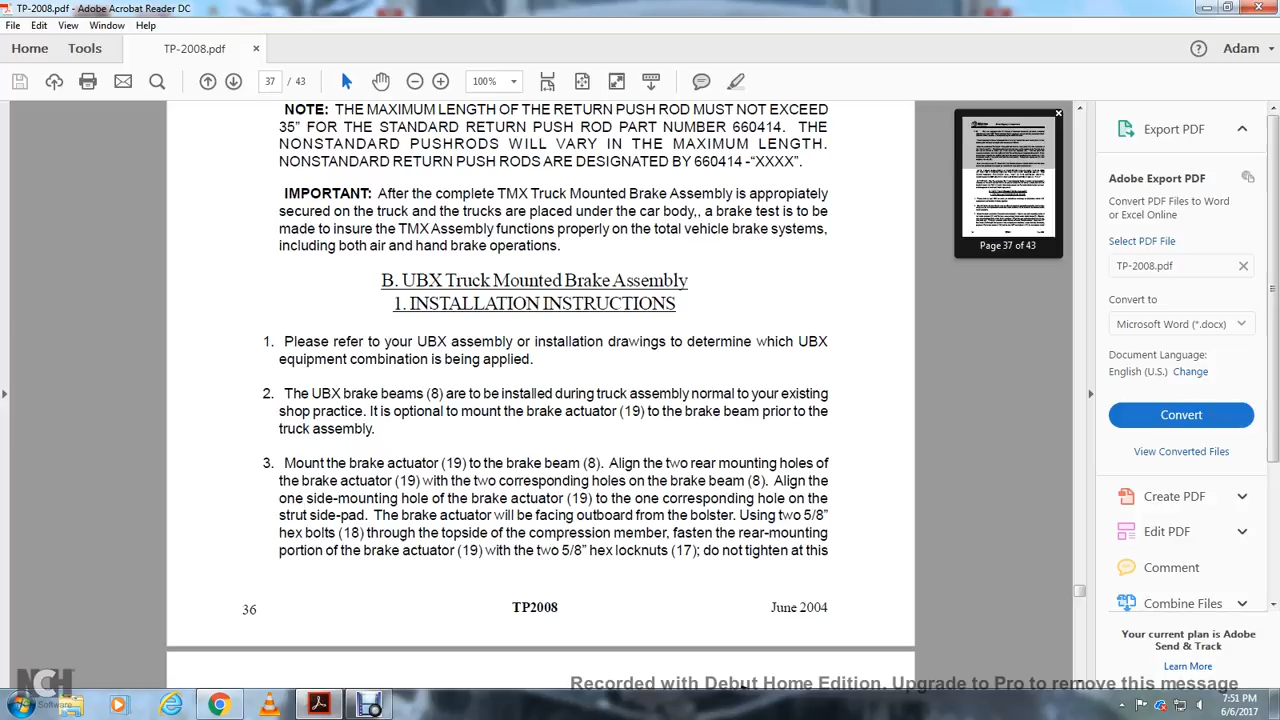 TP-2008.pdf - Adobe Acrobat Reader DC
File Edit View Window Help
Home Tools TP-2008.pdf × Adam
37 / 43 100%
NOTE: THE MAXIMUM LENGTH OF THE RETURN PUSH ROD MUST NOT EXCEED
35" FOR THE STANDARD RETURN PUSH ROD PART NUMBER 660414. THE
NONSTANDARD PUSHRODS WILL VARY IN THE MAXIMUM LENGTH.
NONSTANDARD RETURN PUSH RODS ARE DESIGNATED BY 660414 -"XXXX".
IMPORTANT: After the complete TMX Truck Mounted Brake Assembly is appropiately
secured on the truck and the trucks are placed under the car body,, a brake test is to be
made to insure the TMX Assembly functions properly on the total vehicle brake systems,
including both air and hand brake operations.
B. UBX Truck Mounted Brake Assembly
1. INSTALLATION INSTRUCTIONS
1. Please refer to your UBX assembly or installation drawings to determine which UBX
equipment combination is being applied.
2. The UBX brake beams (8) are to be installed during truck assembly normal to your existing
shop practice. It is optional to mount the brake actuator (19) to the brake beam prior to the
truck assembly.
3. Mount the brake actuator (19) to the brake beam (8). Align the two rear mounting holes of
the brake actuator (19) with the two corresponding holes on the brake beam (8). Align the
one side-mounting hole of the brake actuator (19) to the one corresponding hole on the
strut side-pad. The brake actuator will be facing outboard from the bolster. Using two 5/8"
hex bolts (18) through the topside of the compression member, fasten the rear-mounting
portion of the brake actuator (19) with the two 5/8" hex locknuts (17); do not tighten at this
36 TP2008 June 2004
Page 37 of 43
Export PDF
Adobe Export PDF
Convert PDF Files to Word
or Excel Online
Select PDF File
TP-2008.pdf
Convert to
Microsoft Word (*.docx)
Document Language:
English (U.S.) Change
Convert
View Converted Files
Create PDF
Edit PDF
Comment
Combine Files
Your current plan is Adobe
Send & Track
Learn More
NCH Software
Recorded with Debut Home Edition. Upgrade to Pro to remove this message
7:51 PM
6/6/2017